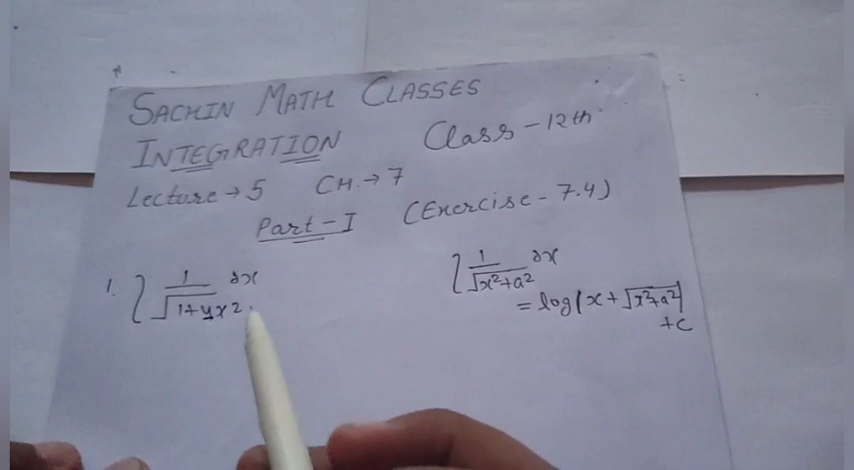 SACHIN MATH CLASSES
INTEGRATION Class - 12th
Lecture → 5 CH. → 7
Part - I (Exercise - 7.4)
1. ∫ 1/√(1+4x2) dx
∫ 1/√(x²+a²) dx
= log|x + √(x²+a²)|
+c